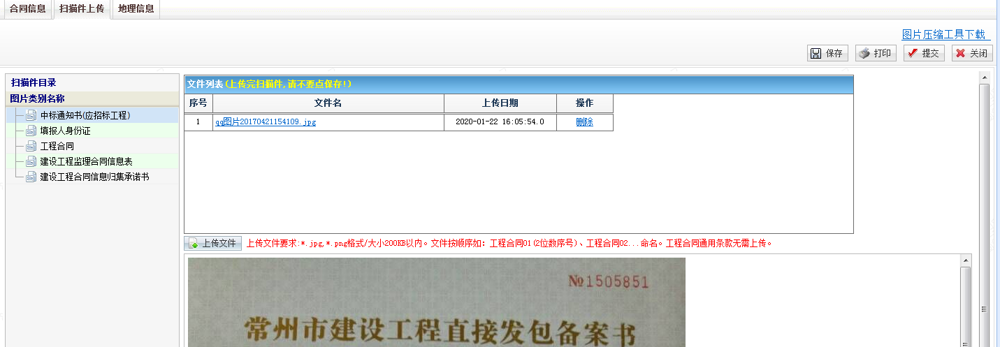 合同信息 扫描件上传 地理信息
图片压缩工具下载
保存 打印 提交 关闭
扫描件目录
图片类别名称
中标通知书(应招标工程)
填报人身份证
工程合同
建设工程监理合同信息表
建设工程合同信息归集承诺书
文件列表(上传完扫描件,请不要点保存!)
序号 文件名 上传日期 操作
1 qq图片20170421154109.jpg 2020-01-22 16:05:54.0 删除
上传文件 上传文件要求:*.jpg,*.png格式/大小200KB以内。文件按顺序如: 工程合同01(2位数序号)、工程合同02...命名。工程合同通用条款无需上传。
№1505851
常州市建设工程直接发包备案书